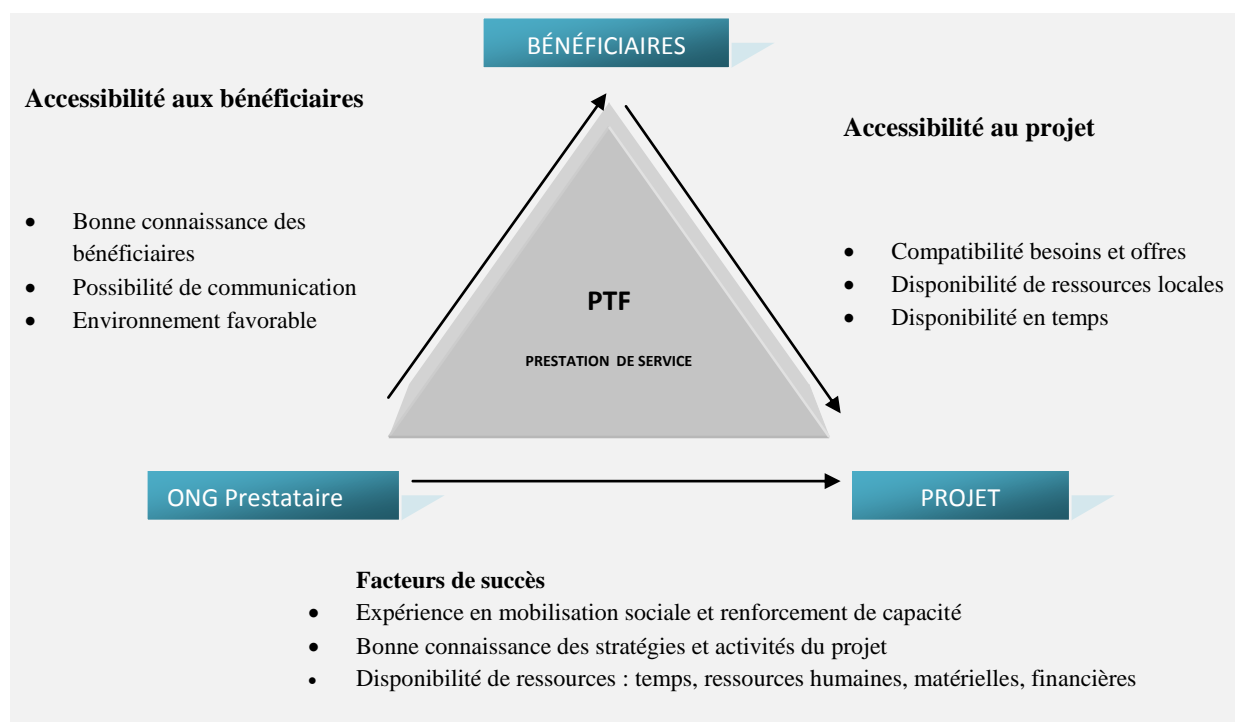 BÉNÉFICIAIRES
Accessibilité aux bénéficiaires
Accessibilité au projet
• Bonne connaissance des
bénéficiaires
• Possibilité de communication
• Environnement favorable
• Compatibilité besoins et offres
• Disponibilité de ressources locales
• Disponibilité en temps
PTF
PRESTATION DE SERVICE
ONG Prestataire
PROJET
Facteurs de succès
• Expérience en mobilisation sociale et renforcement de capacité
• Bonne connaissance des stratégies et activités du projet
• Disponibilité de ressources : temps, ressources humaines, matérielles, financières